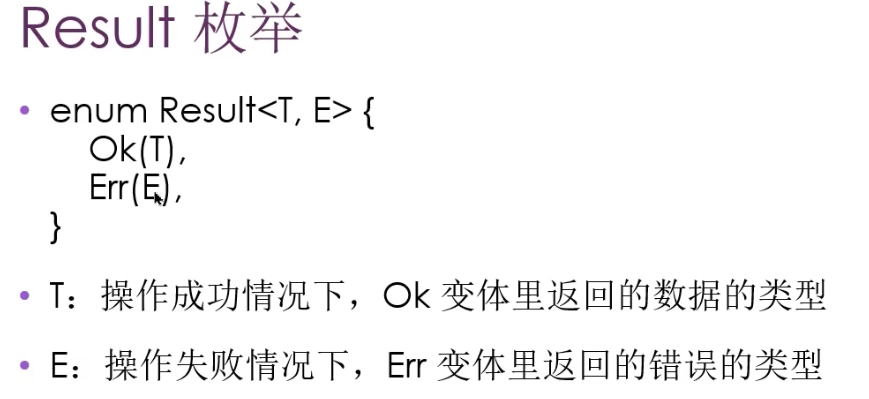 Result 枚举
• enum Result<T, E> {
Ok(T),
Err(E),
}
• T：操作成功情况下，Ok 变体里返回的数据的类型
• E：操作失败情况下，Err 变体里返回的错误的类型